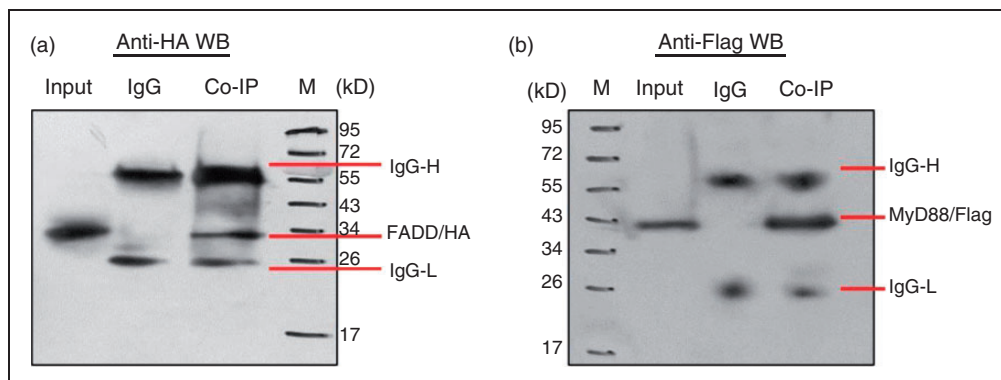 (a) Anti-HA WB
Input IgG Co-IP M (kD)
95
72
55
43
34
26
17
IgG-H
FADD/HA
IgG-L
(b) Anti-Flag WB
(kD) M Input IgG Co-IP
95
72
55
43
34
26
17
IgG-H
MyD88/Flag
IgG-L